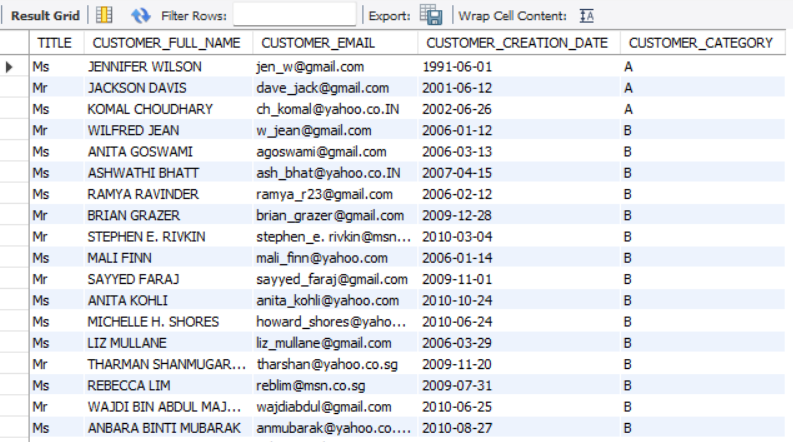 Result Grid Filter Rows: Export: Wrap Cell Content: IA
TITLE CUSTOMER_FULL_NAME CUSTOMER_EMAIL CUSTOMER_CREATION_DATE CUSTOMER_CATEGORY
Ms JENNIFER WILSON jen_w@gmail.com 1991-06-01 A
Mr JACKSON DAVIS dave_jack@gmail.com 2001-06-12 A
Ms KOMAL CHOUDHARY ch_komal@yahoo.co.IN 2002-06-26 A
Mr WILFRED JEAN w_jean@gmail.com 2006-01-12 B
Ms ANITA GOSWAMI agoswami@gmail.com 2006-03-13 B
Ms ASHWATHI BHATT ash_bhat@yahoo.co.IN 2007-04-15 B
Ms RAMYA RAVINDER ramya_r23@gmail.com 2006-02-12 B
Mr BRIAN GRAZER brian_grazer@gmail.com 2009-12-28 B
Mr STEPHEN E. RIVKIN stephen_e. rivkin@msn... 2010-03-04 B
Ms MALI FINN mali_finn@yahoo.com 2006-01-14 B
Mr SAYYED FARAJ sayyed_faraj@gmail.com 2009-11-01 B
Ms ANITA KOHLI anita_kohli@yahoo.com 2010-10-24 B
Ms MICHELLE H. SHORES howard_shores@yaho... 2010-06-24 B
Ms LIZ MULLANE liz_mullane@gmail.com 2006-03-29 B
Mr THARMAN SHANMUGAR... tharshan@yahoo.co.sg 2009-11-20 B
Ms REBECCA LIM reblim@msn.co.sg 2009-07-31 B
Mr WAJDI BIN ABDUL MAJ... wajdiabdul@gmail.com 2010-06-25 B
Ms ANBARA BINTI MUBARAK anmubarak@yahoo.co.... 2010-08-27 B